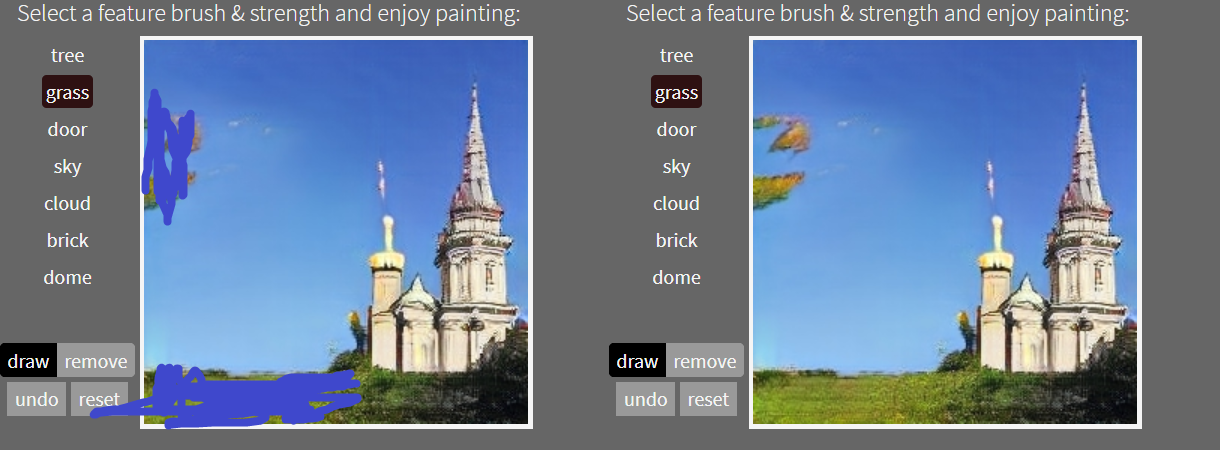 Select a feature brush & strength and enjoy painting:
tree
grass
door
sky
cloud
brick
dome
draw remove
undo reset
Select a feature brush & strength and enjoy painting:
tree
grass
door
sky
cloud
brick
dome
draw remove
undo reset